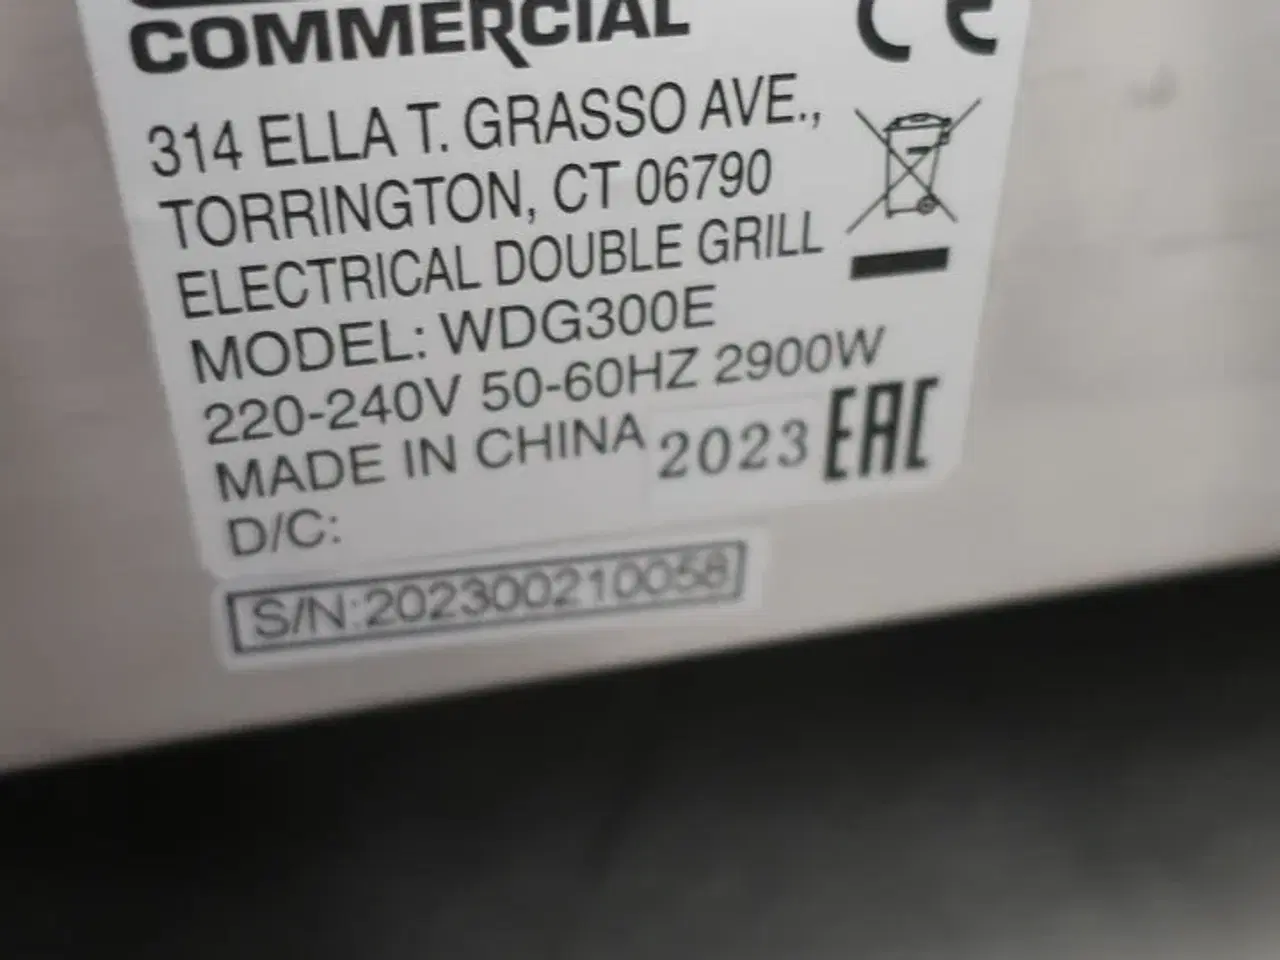 COMMERCIAL
CE
314 ELLA T. GRASSO AVE.,
TORRINGTON, CT 06790
ELECTRICAL DOUBLE GRILL
MODEL: WDG300E
220-240V 50-60HZ 2900W
MADE IN CHINA 2023 EAC
D/C:
S/N:202300210058